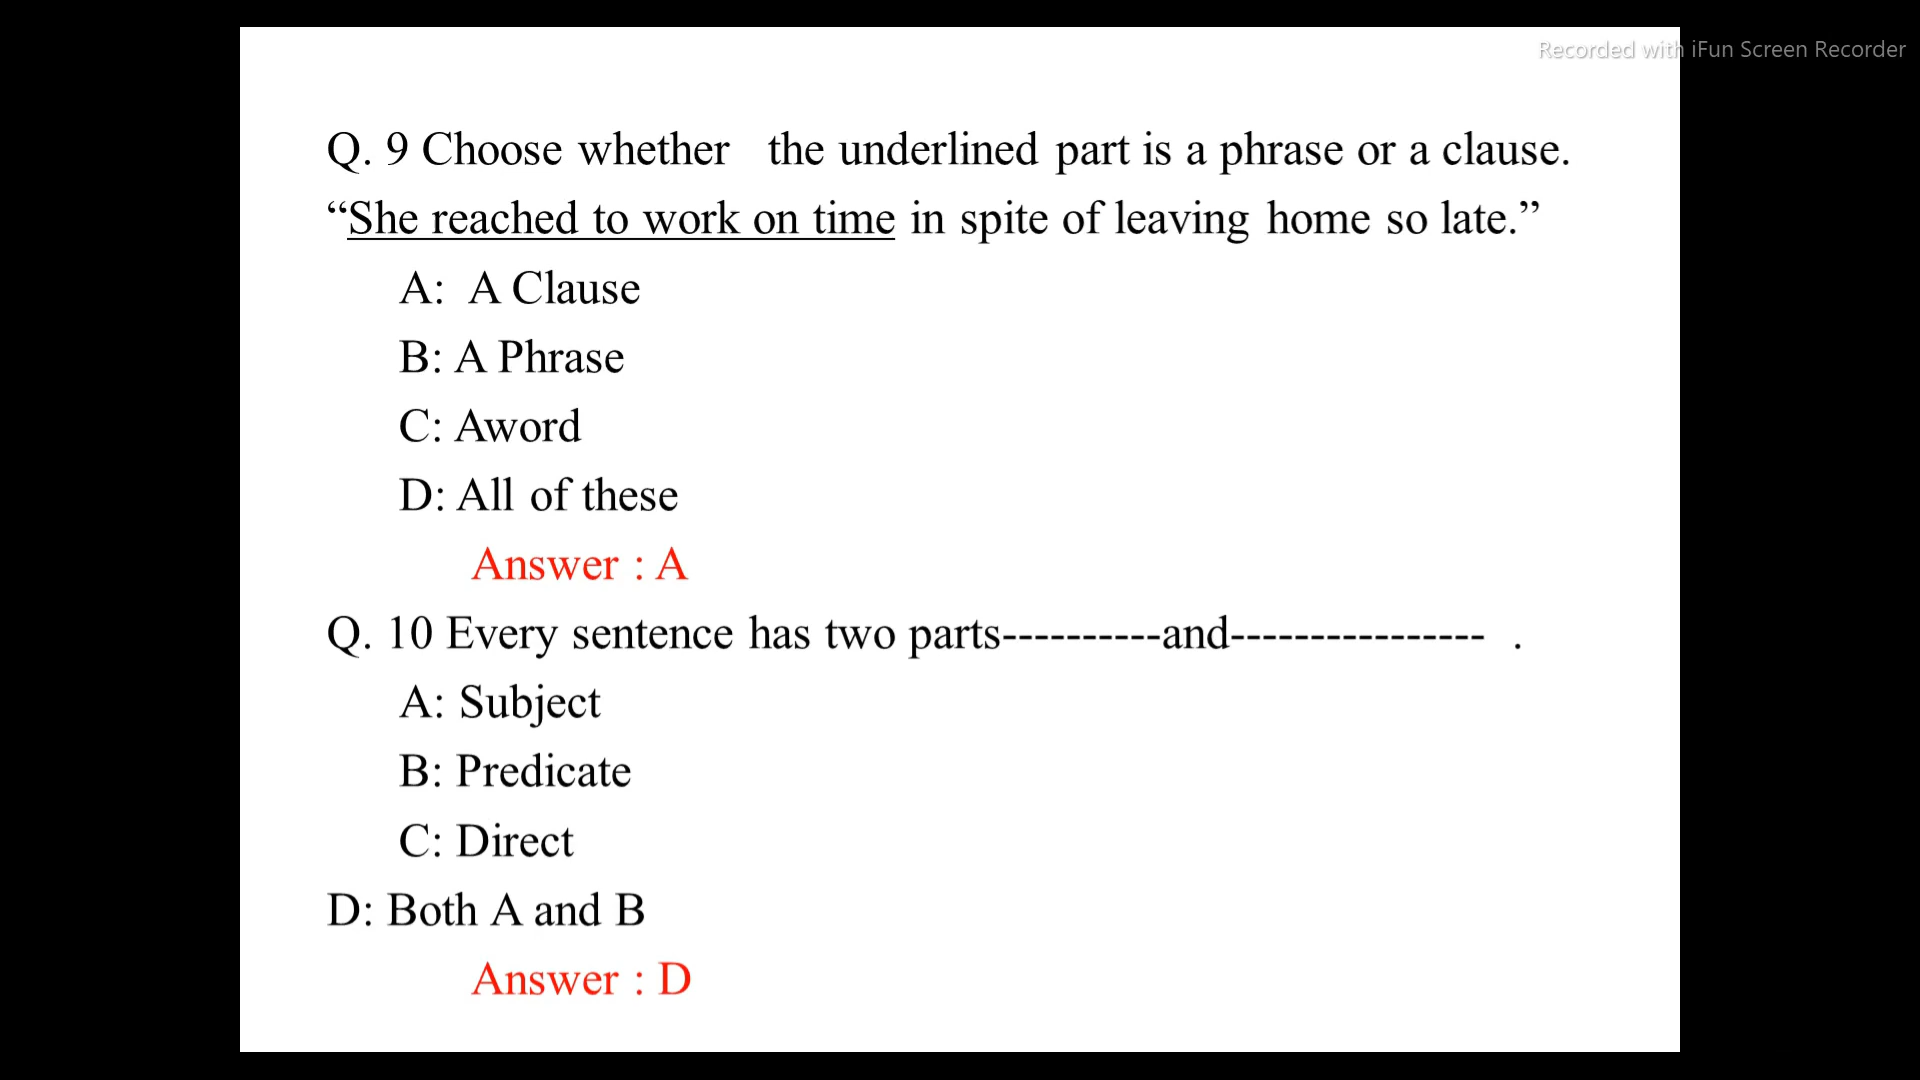 Recorded with iFun Screen Recorder
Q. 9 Choose whether the underlined part is a phrase or a clause.
“She reached to work on time in spite of leaving home so late.”
A: A Clause
B: A Phrase
C: Aword
D: All of these
Answer : A
Q. 10 Every sentence has two parts----------and---------------- .
A: Subject
B: Predicate
C: Direct
D: Both A and B
Answer : D